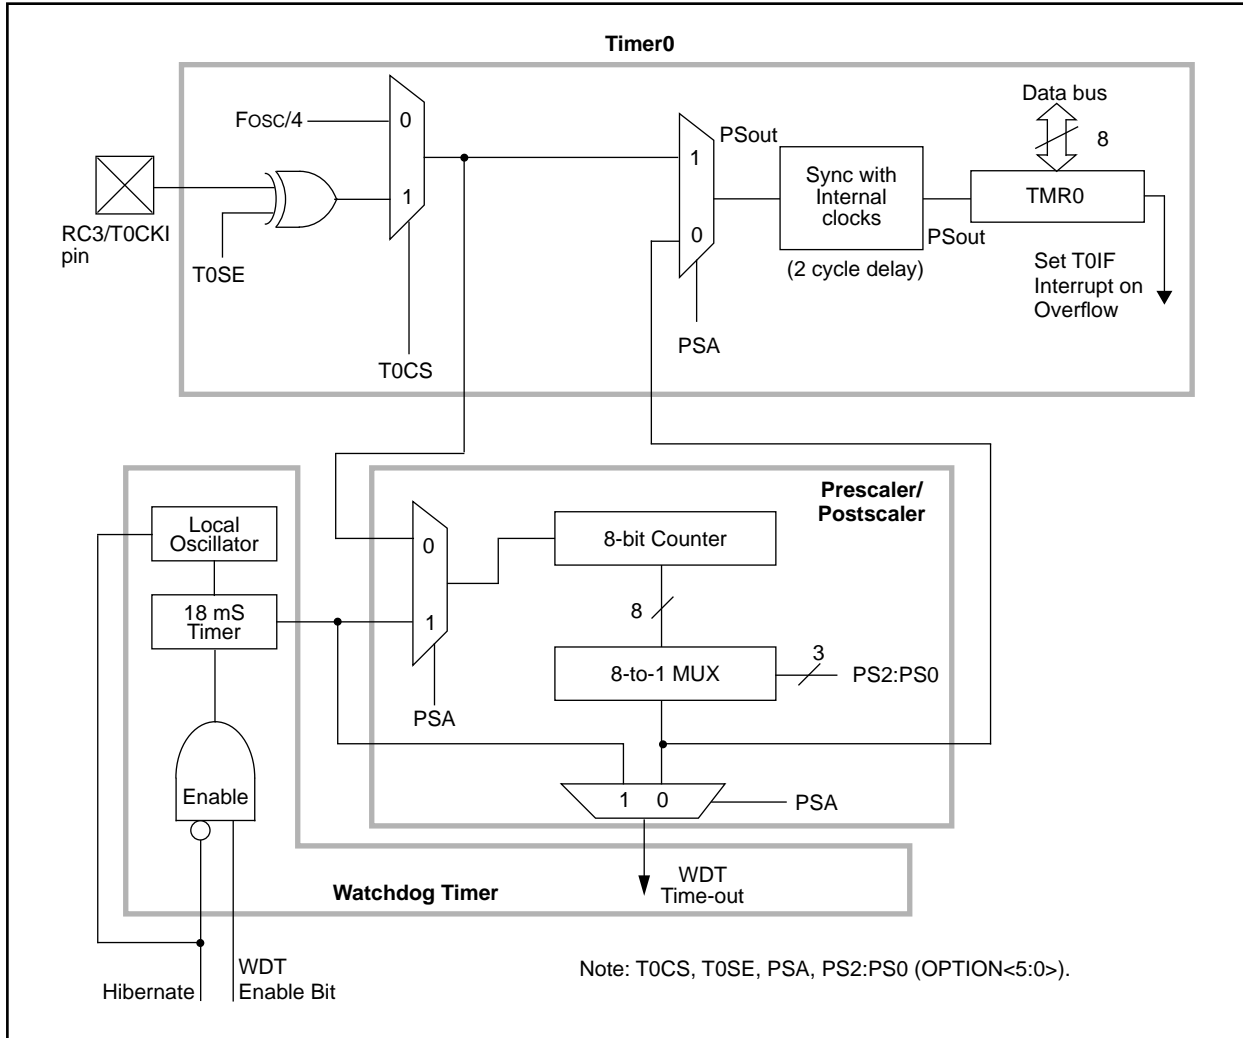 Timer0
Data bus
8
FOSC/4
0
1
PSout
1
0
Sync with
Internal
clocks
(2 cycle delay)
PSout
TMR0
RC3/T0CKI
pin
T0SE
T0CS
PSA
Set T0IF
Interrupt on
Overflow
Prescaler/
Postscaler
Local
Oscillator
18 mS
Timer
0
1
PSA
8-bit Counter
8
8-to-1 MUX
3
PS2:PS0
Enable
1 0
PSA
WDT
Time-out
Watchdog Timer
Hibernate
WDT
Enable Bit
Note: T0CS, T0SE, PSA, PS2:PS0 (OPTION<5:0>).